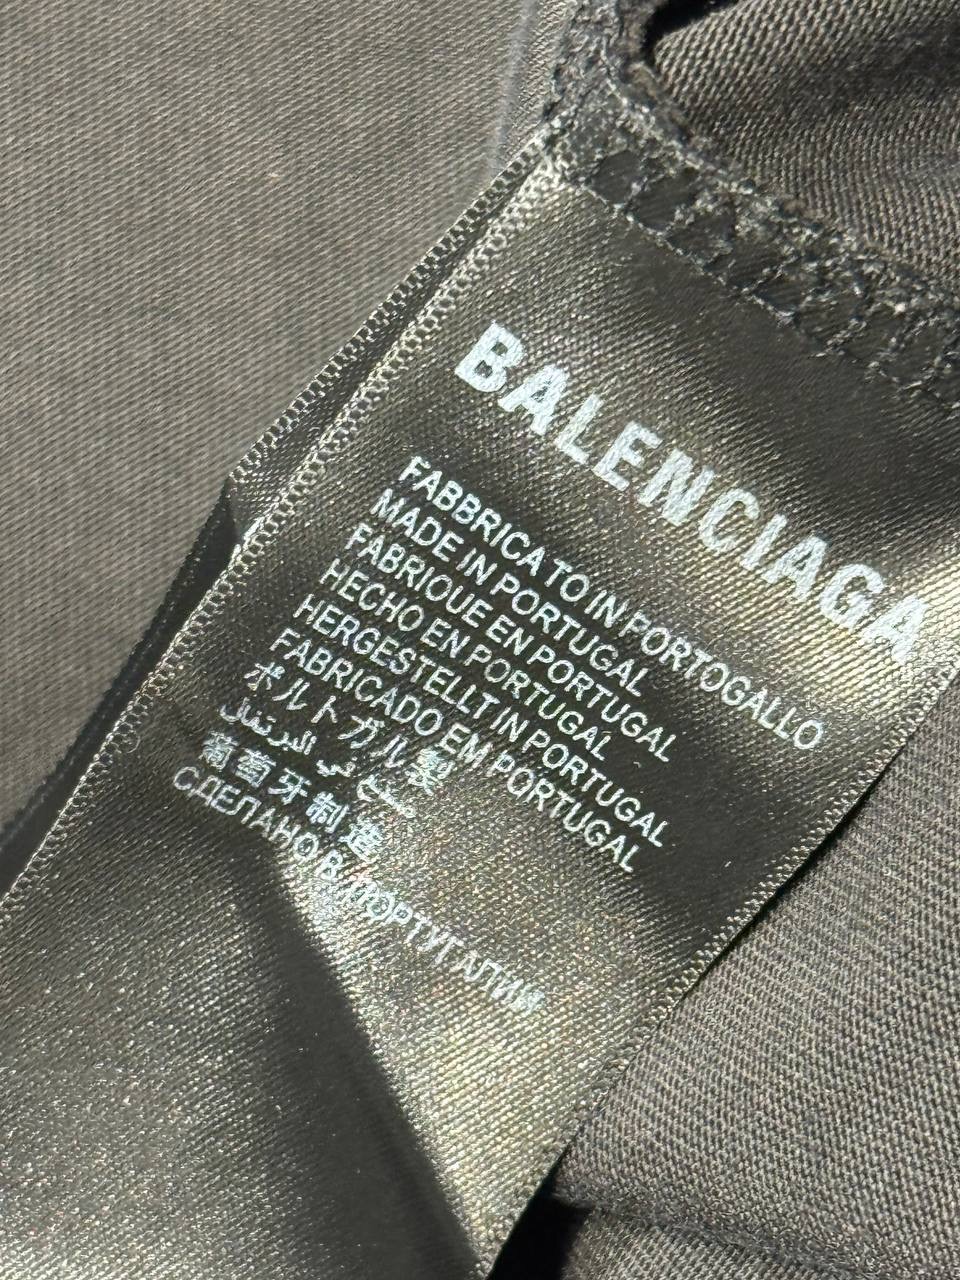 BALENCIAGA
FABBRICATO IN PORTOGALLO
MADE IN PORTUGAL
FABRIQUE EN PORTUGAL
HECHO EN PORTUGAL
HERGESTELLT IN PORTUGAL
FABRICADO EM PORTUGAL
ポルトガル製
صنع في البرتغال
葡萄牙制造
СДЕЛАНО В ПОРТУГАЛИИ